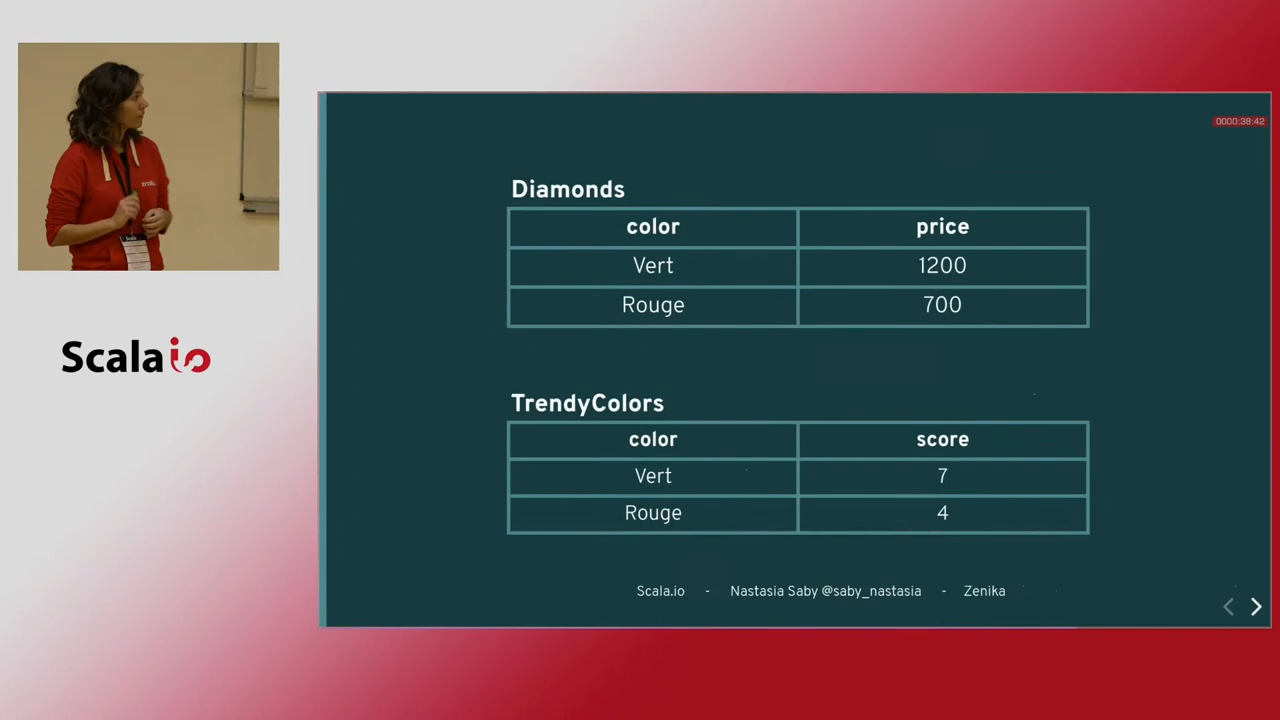 0000:38:42
Diamonds
color price
Vert 1200
Rouge 700
Scala
TrendyColors
color score
Vert 7
Rouge 4
Scala.io - Nastasia Saby @saby_nastasia - Zenika